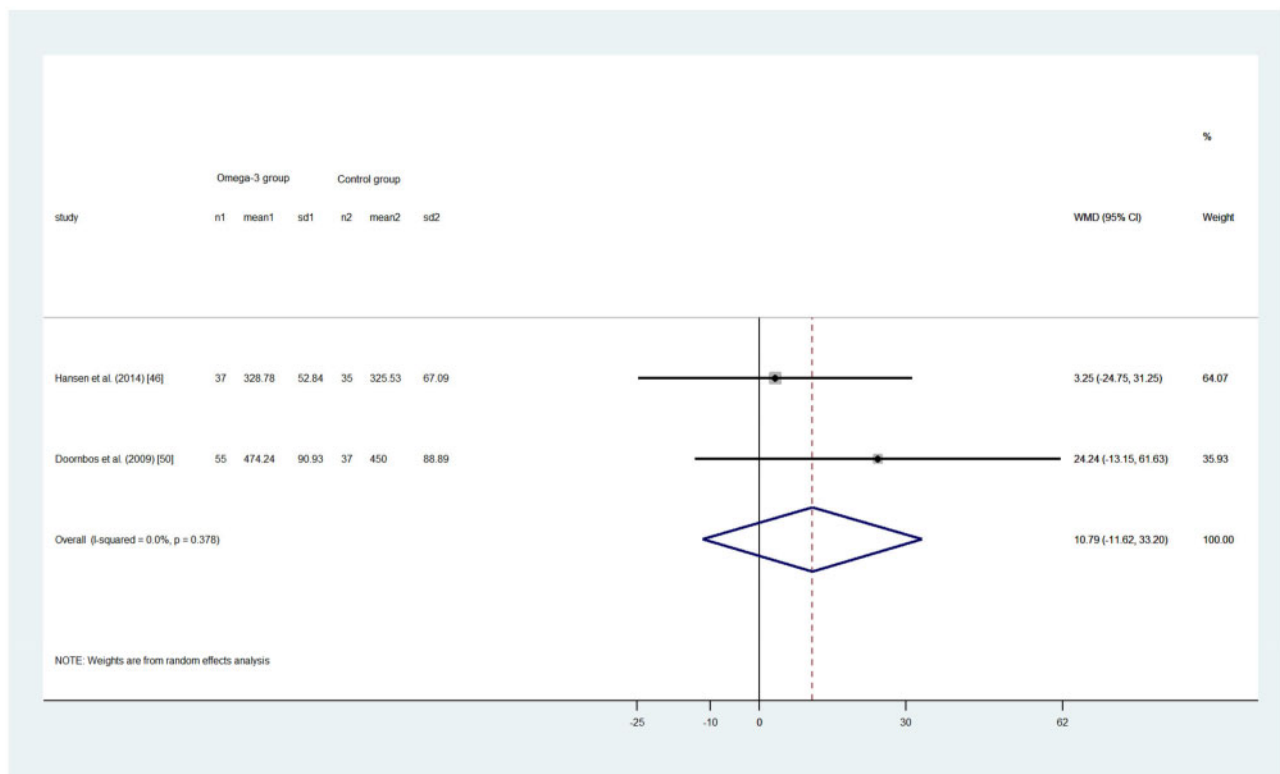 %
Omega-3 group Control group
study n1 mean1 sd1 n2 mean2 sd2 WMD (95% CI) Weight
Hansen et al. (2014) [46] 37 328.78 52.84 35 325.53 67.09 3.25 (-24.75, 31.25) 64.07
Doornbos et al. (2009) [50] 55 474.24 90.93 37 450 88.89 24.24 (-13.15, 61.63) 35.93
Overall (I-squared = 0.0%, p = 0.378) 10.79 (-11.62, 33.20) 100.00
NOTE: Weights are from random effects analysis
-25 -10 0 30 62